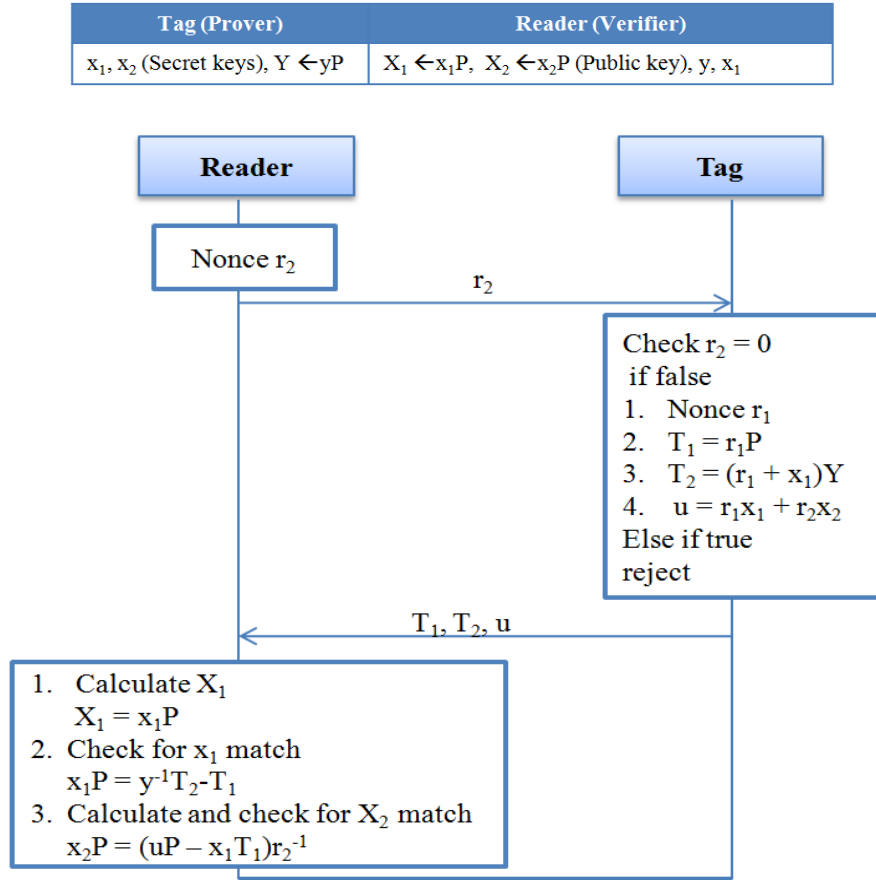 Tag (Prover) Reader (Verifier)
x₁, x₂ (Secret keys), Y ←yP X₁ ←x₁P, X₂ ←x₂P (Public key), y, x₁
Reader Tag
Nonce r₂
r₂
Check r₂ = 0
if false
1. Nonce r₁
2. T₁ = r₁P
3. T₂ = (r₁ + x₁)Y
4. u = r₁x₁ + r₂x₂
Else if true
reject
T₁, T₂, u
1. Calculate X₁
X₁ = x₁P
2. Check for x₁ match
x₁P = y⁻¹T₂-T₁
3. Calculate and check for X₂ match
x₂P = (uP – x₁T₁)r₂⁻¹